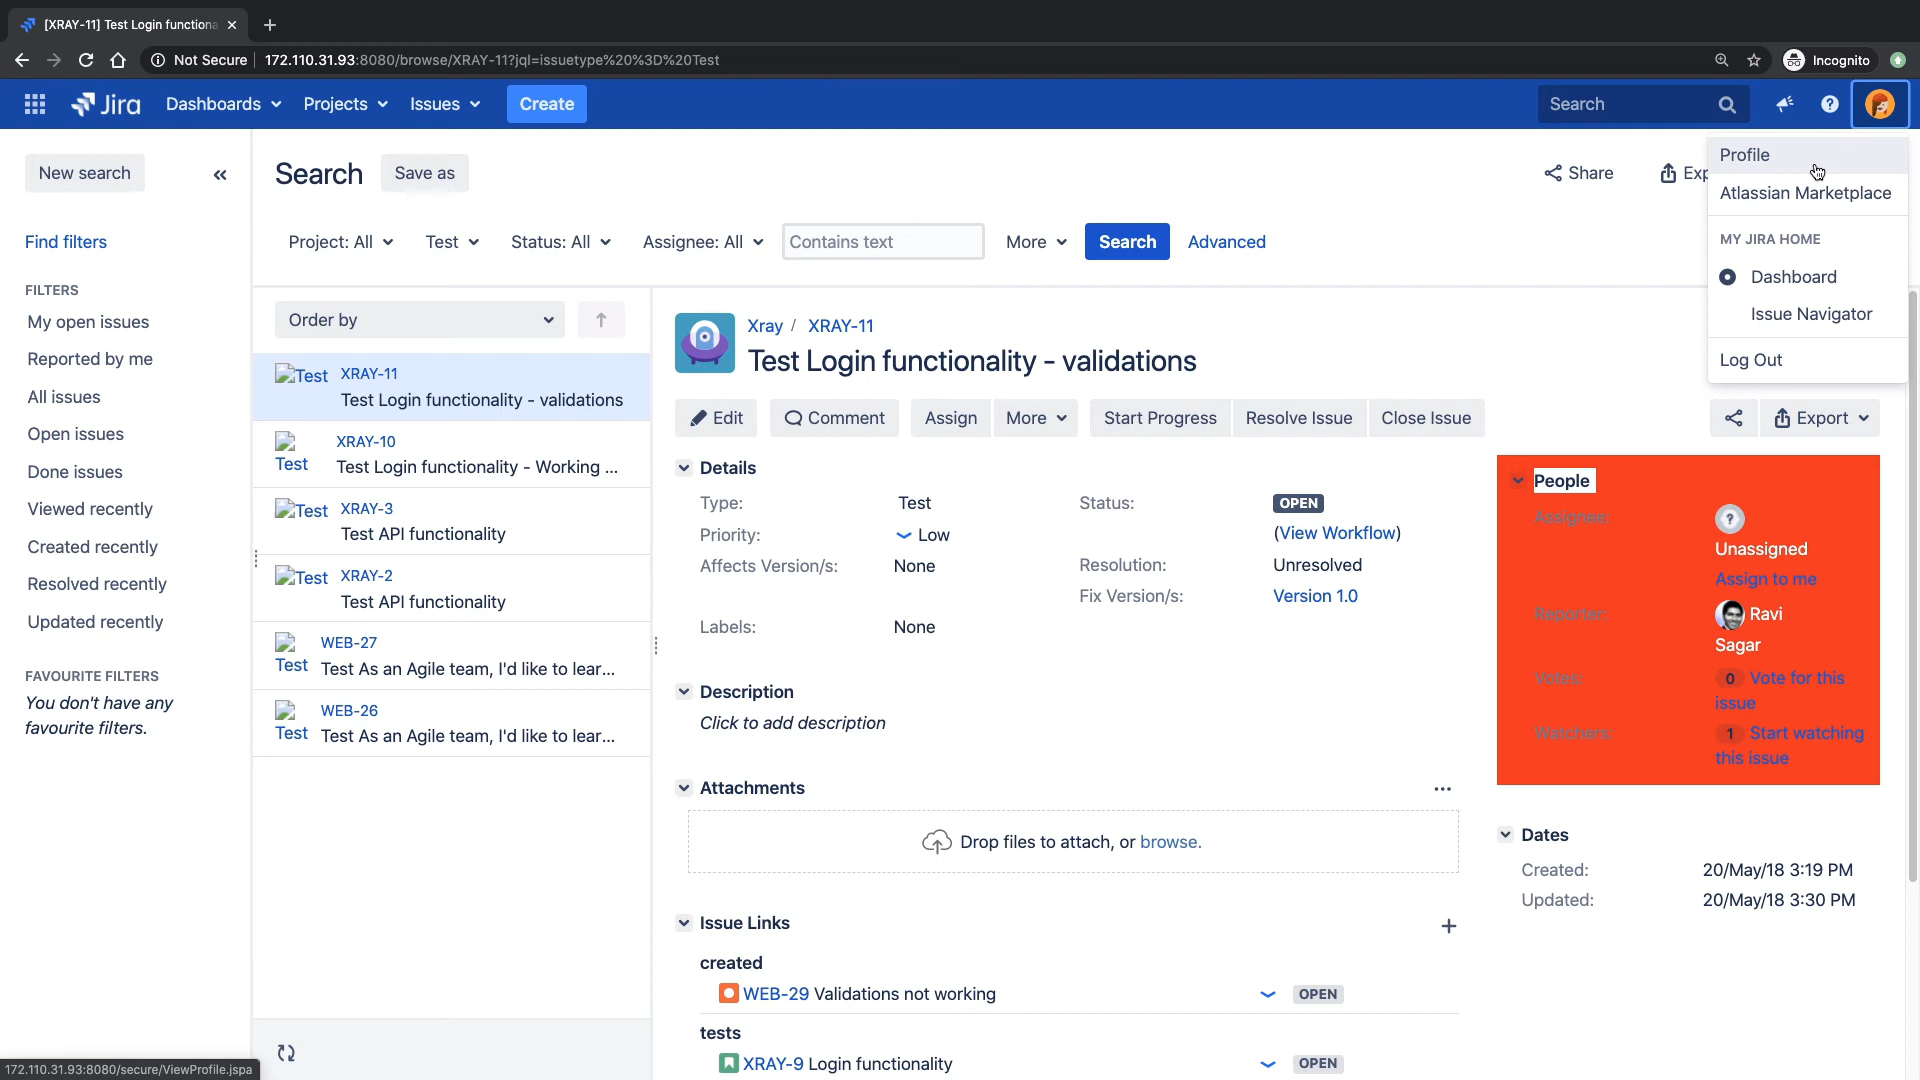 [XRAY-11] Test Login functiona
Not Secure 172.110.31.93:8080/browse/XRAY-11?jql=issuetype%20%3D%20Test
Incognito
Jira
Dashboards
Projects
Issues
Create
Search
New search
Search
Save as
Share
Exp
Profile
Atlassian Marketplace
MY JIRA HOME
Dashboard
Issue Navigator
Log Out
Find filters
FILTERS
My open issues
Reported by me
All issues
Open issues
Done issues
Viewed recently
Created recently
Resolved recently
Updated recently
FAVOURITE FILTERS
You don't have any
favourite filters.
Project: All
Test
Status: All
Assignee: All
Contains text
More
Search
Advanced
Order by
Test XRAY-11
Test Login functionality - validations
Test XRAY-10
Test Login functionality - Working ...
Test XRAY-3
Test API functionality
Test XRAY-2
Test API functionality
Test WEB-27
Test As an Agile team, I'd like to lear...
Test WEB-26
Test As an Agile team, I'd like to lear...
Xray / XRAY-11
Test Login functionality - validations
Edit
Comment
Assign
More
Start Progress
Resolve Issue
Close Issue
Export
Details
Type: Test
Priority: Low
Affects Version/s: None
Labels: None
Status: OPEN
(View Workflow)
Resolution: Unresolved
Fix Version/s: Version 1.0
Description
Click to add description
Attachments
Drop files to attach, or browse.
Issue Links
created
WEB-29 Validations not working OPEN
tests
XRAY-9 Login functionality OPEN
People
Assignee:
Unassigned
Assign to me
Reporter: Ravi
Sagar
Votes: 0 Vote for this
issue
Watchers: 1 Start watching
this issue
Dates
Created: 20/May/18 3:19 PM
Updated: 20/May/18 3:30 PM
172.110.31.93:8080/secure/ViewProfile.jspa